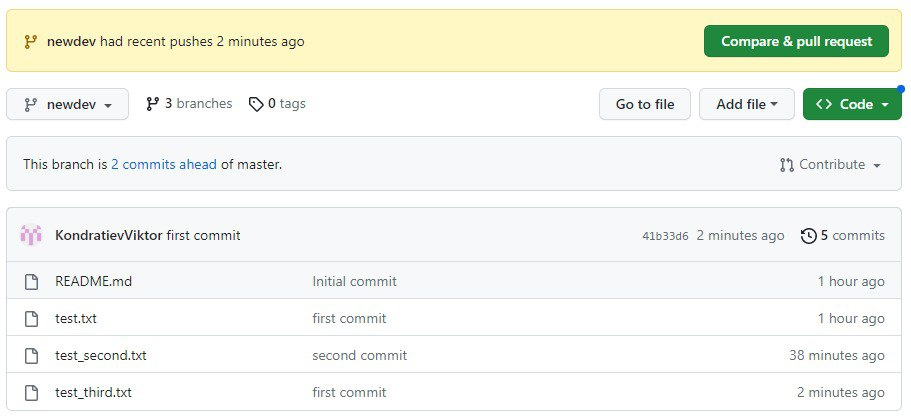 newdev had recent pushes 2 minutes ago Compare & pull request
newdev 3 branches 0 tags Go to file Add file Code
This branch is 2 commits ahead of master. Contribute
KondratievViktor first commit 41b33d6 2 minutes ago 5 commits
README.md Initial commit 1 hour ago
test.txt first commit 1 hour ago
test_second.txt second commit 38 minutes ago
test_third.txt first commit 2 minutes ago